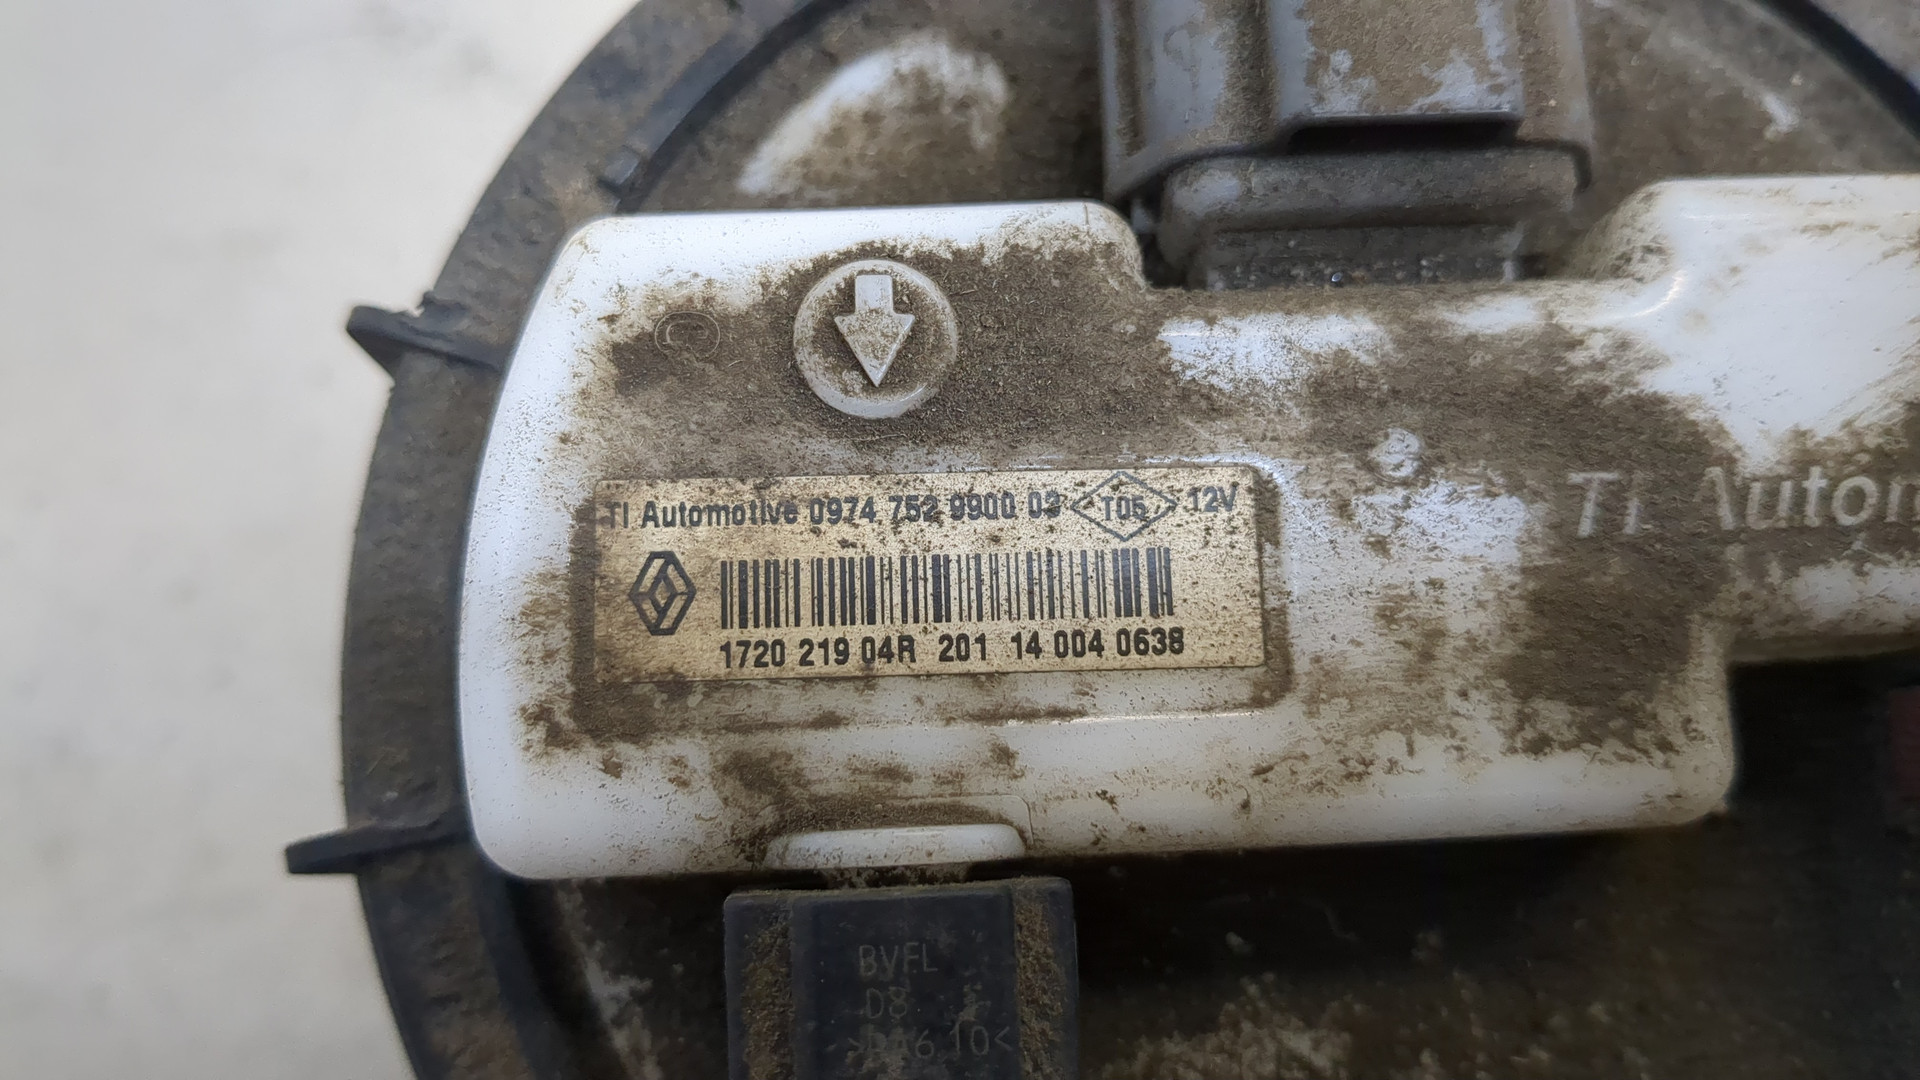 TI Automotive 0974 752 9900 03 T05 12V
1720 219 04R 201 14 004 0638
TI Autom
BVFL
D8
>PA6 10<